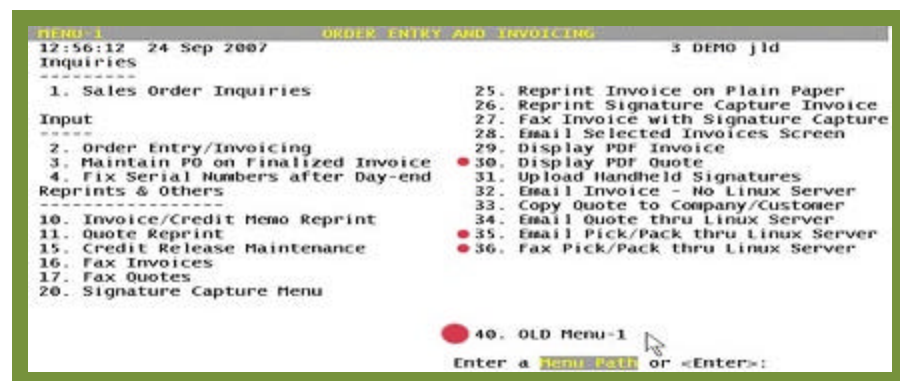 MENU-1 ORDER ENTRY AND INVOICING
12:56:12 24 Sep 2007 3 DEMO jld
Inquiries
---------
1. Sales Order Inquiries
Input
-----
2. Order Entry/Invoicing
3. Maintain PO on Finalized Invoice
4. Fix Serial Numbers after Day-end
Reprints & Others
-----------------
10. Invoice/Credit Memo Reprint
11. Quote Reprint
15. Credit Release Maintenance
16. Fax Invoices
17. Fax Quotes
20. Signature Capture Menu
25. Reprint Invoice on Plain Paper
26. Reprint Signature Capture Invoice
27. Fax Invoice with Signature Capture
28. Email Selected Invoices Screen
29. Display PDF Invoice
30. Display PDF Quote
31. Upload Handheld Signatures
32. Email Invoice - No Linux Server
33. Copy Quote to Company/Customer
34. Email Quote thru Linux Server
35. Email Pick/Pack thru Linux Server
36. Fax Pick/Pack thru Linux Server
40. OLD Menu-1
Enter a Menu Path or <Enter>: